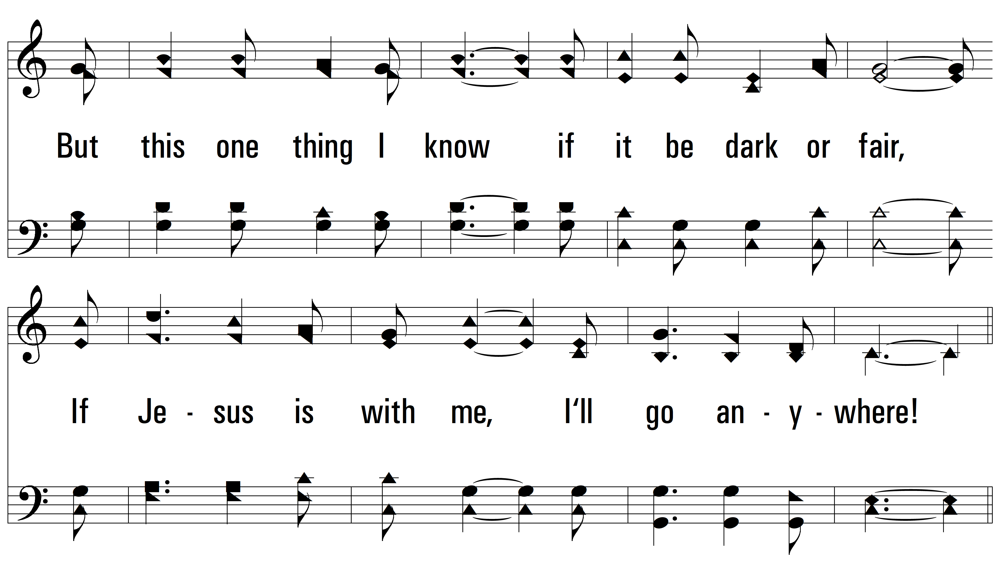 But this one thing I know if it be dark or fair,
If Je - sus is with me, I‘ll go an - y - where!